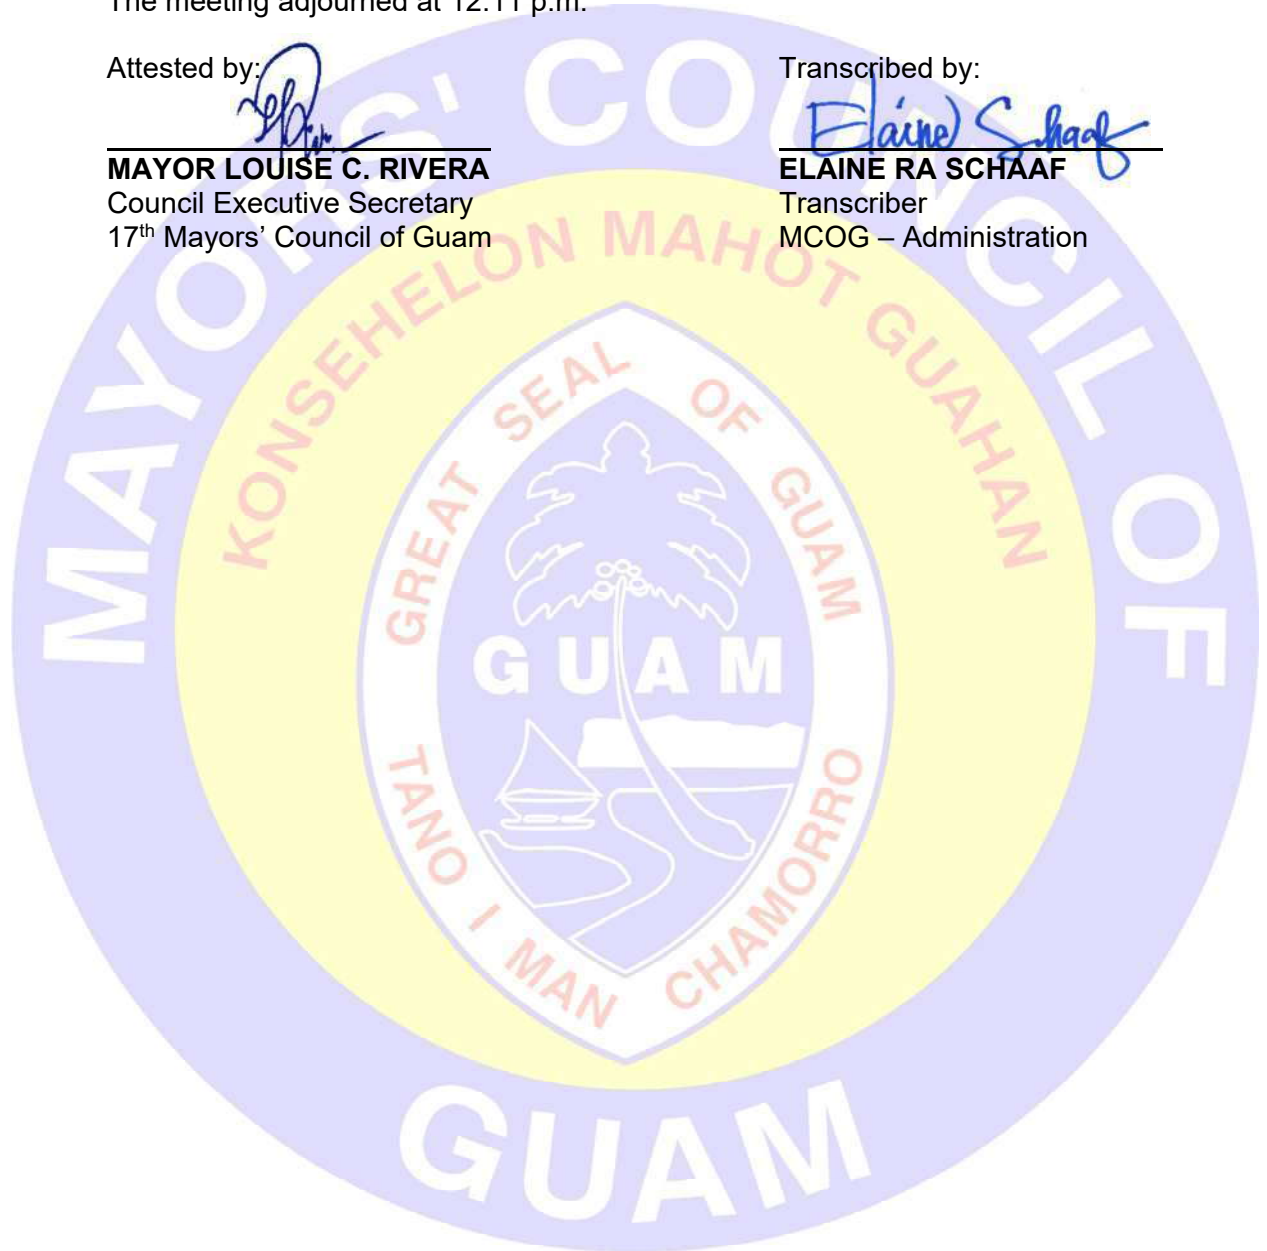 The meeting adjourned at 12:11 p.m.
Attested by:
Transcribed by:
Elaine Schaaf
MAYOR LOUISE C. RIVERA
Council Executive Secretary
17th Mayors’ Council of Guam
ELAINE RA SCHAAF
Transcriber
MCOG – Administration
MAYORS' COUNCIL OF
KONSEHELON MAHOT GUAHAN
GREAT SEAL OF GUAM
GUAM
TANO I MAN CHAMORRO
GUAM